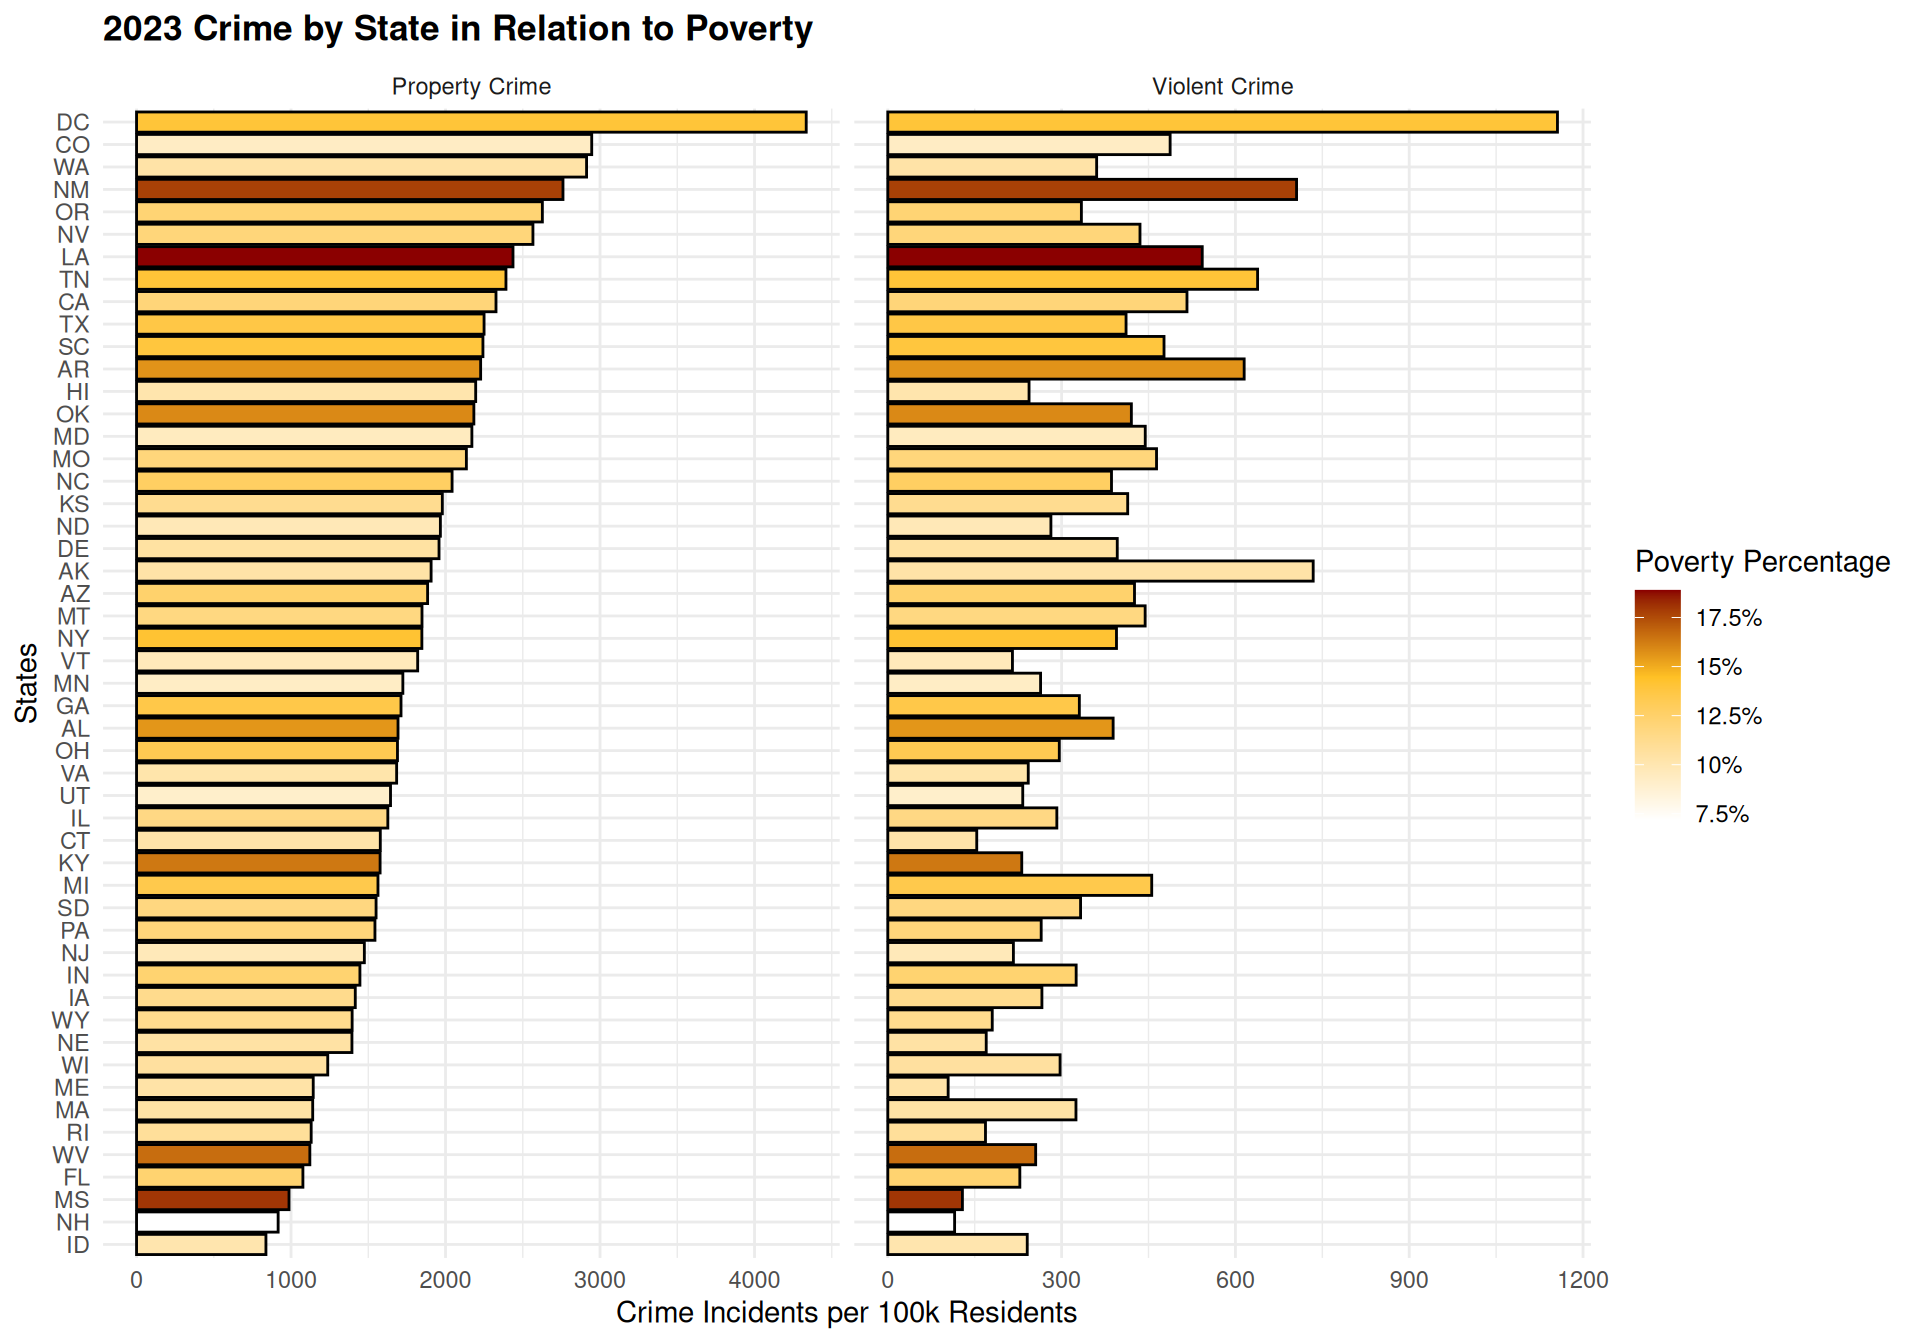 2023 Crime by State in Relation to Poverty
Property Crime
Violent Crime
DC
CO
WA
NM
OR
NV
LA
TN
CA
TX
SC
AR
HI
OK
MD
MO
NC
KS
ND
DE
AK
AZ
MT
NY
VT
MN
GA
AL
OH
VA
UT
IL
CT
KY
MI
SD
PA
NJ
IN
IA
WY
NE
WI
ME
MA
RI
WV
FL
MS
NH
ID
States
0 1000 2000 3000 4000
0 300 600 900 1200
Crime Incidents per 100k Residents
Poverty Percentage
17.5%
15%
12.5%
10%
7.5%